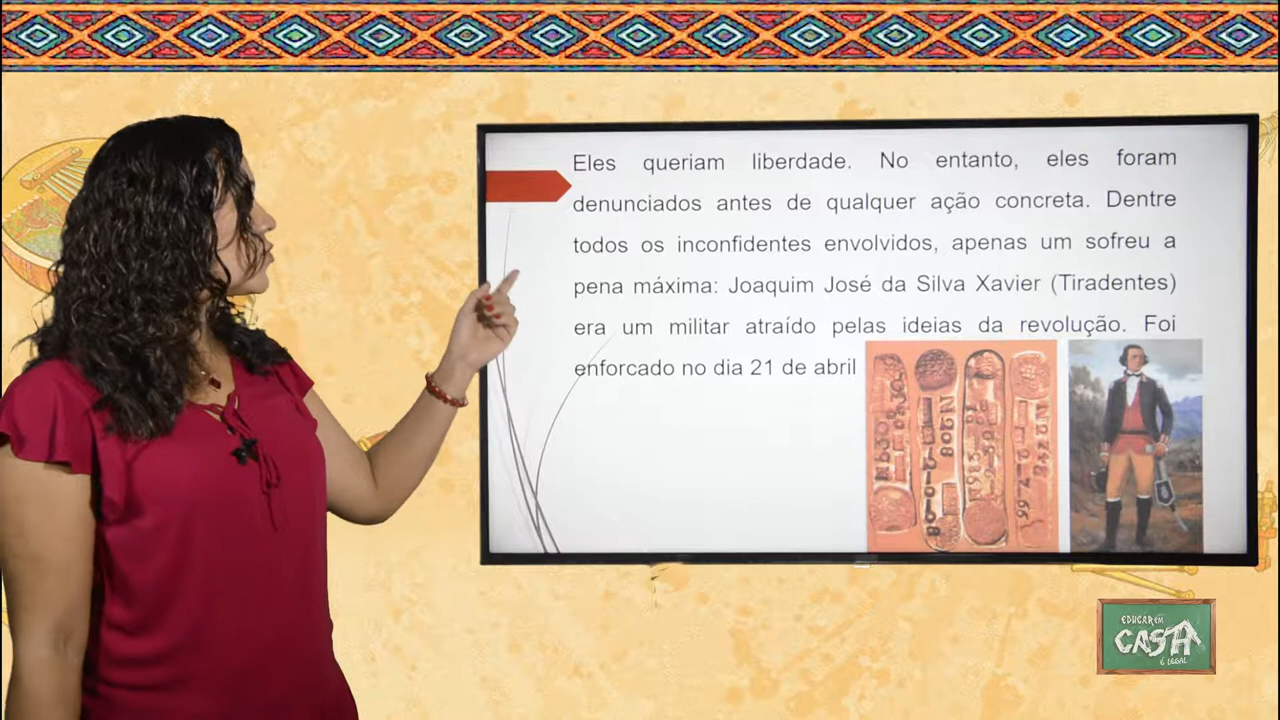 Eles queriam liberdade. No entanto, eles foram
denunciados antes de qualquer ação concreta. Dentre
todos os inconfidentes envolvidos, apenas um sofreu a
pena máxima: Joaquim José da Silva Xavier (Tiradentes)
era um militar atraído pelas ideias da revolução. Foi
enforcado no dia 21 de abril
EDUCAR EM
CASA
É LEGAL